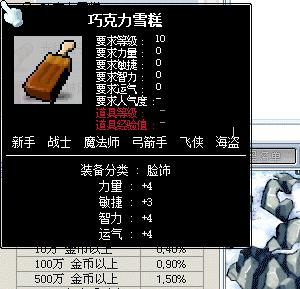 巧克力雪糕
要求等级： 10
要求力量： -
要求敏捷： -
要求智力： -
要求运气： -
要求人气度： -
道具等级： -
道具经验值： -
新手 战士 魔法师 弓箭手 飞侠 海盗
装备分类： 脸饰
力量： +4
敏捷： +3
智力： +4
运气： +4
10万 金币以上 0,40%
100万 金币以上 0,90%
500万 金币以上 1,50%